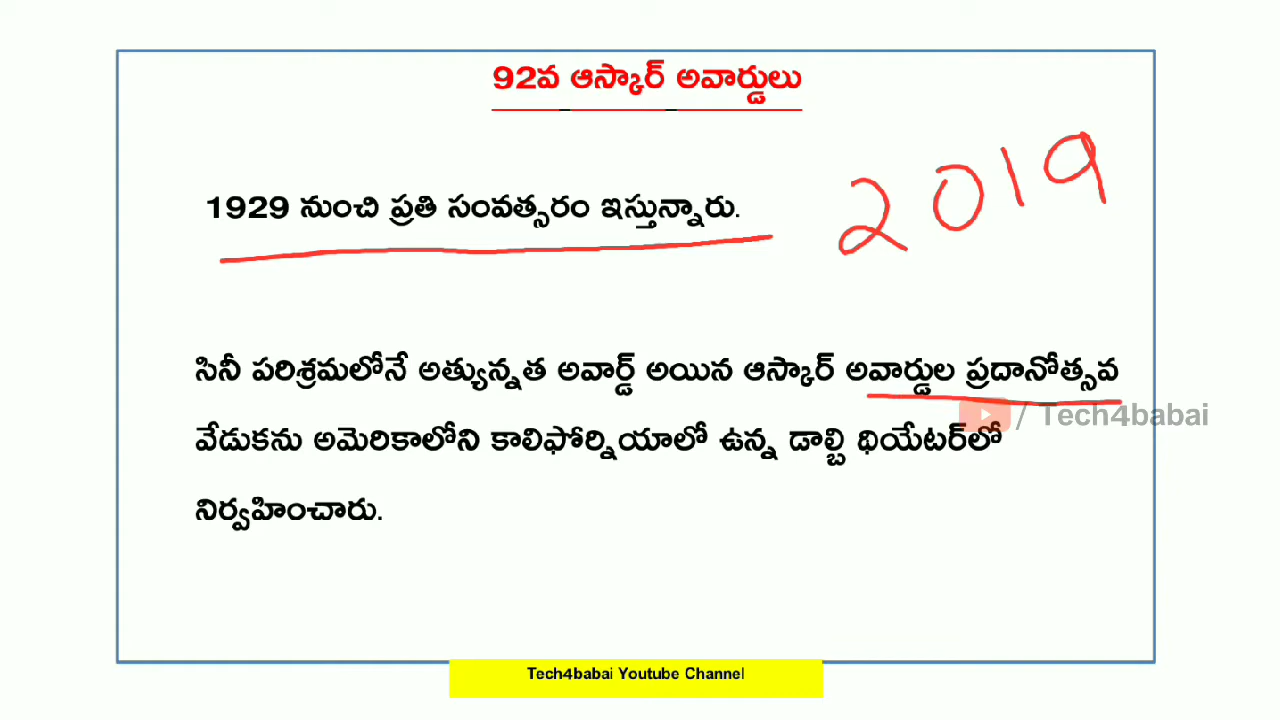 92వ ఆస్కార్ అవార్డులు
2019
1929 నుంచి ప్రతి సంవత్సరం ఇస్తున్నారు.
సినీ పరిశ్రమలోనే అత్యున్నత అవార్డ్ అయిన ఆస్కార్ అవార్డుల ప్రదానోత్సవ
/ Tech4babai
వేడుకను అమెరికాలోని కాలిఫోర్నియాలో ఉన్న డాల్బి థియేటర్‌లో
నిర్వహించారు.
Tech4babai Youtube Channel